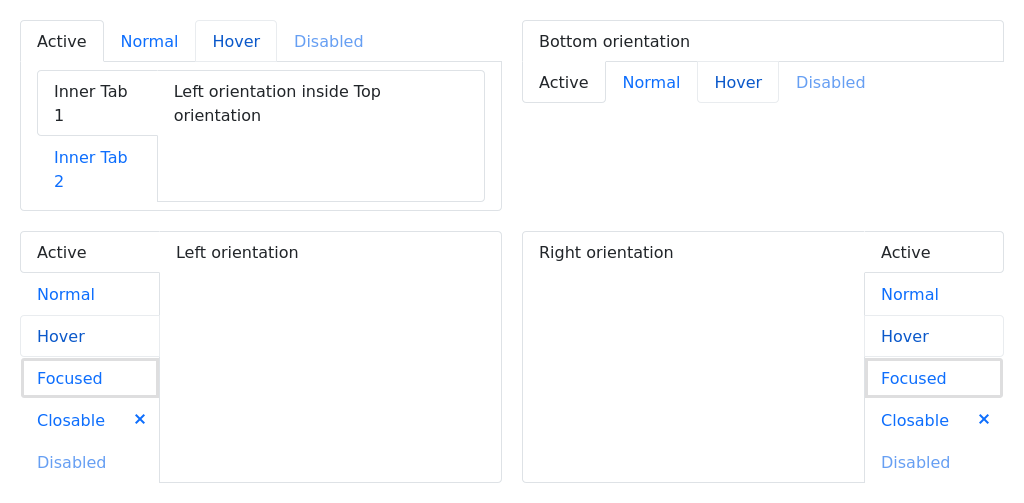 Active Normal Hover Disabled
Inner Tab 1
Inner Tab 2
Left orientation inside Top
orientation
Bottom orientation
Active Normal Hover Disabled
Active
Normal
Hover
Focused
Closable ×
Disabled
Left orientation
Right orientation
Active
Normal
Hover
Focused
Closable ×
Disabled